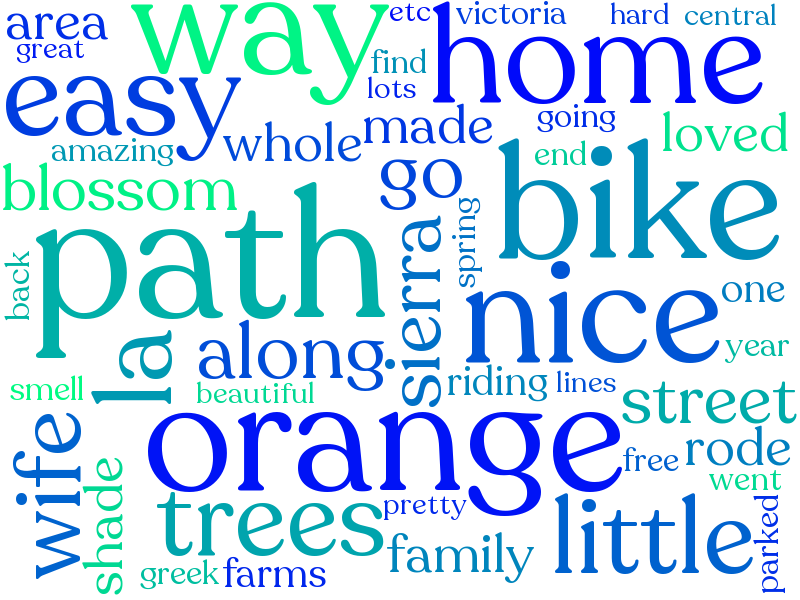 area
great
way
etc
victoria
hard
central
find
lots
home
easy
amazing
whole
made
going
loved
end
blossom
go
bike
path
back
spring
sierra
nice
one
year
la
along
smell
beautiful
riding
lines
street
wife
orange
free
rode
went
shade
trees
pretty
little
parked
family
greek
farms